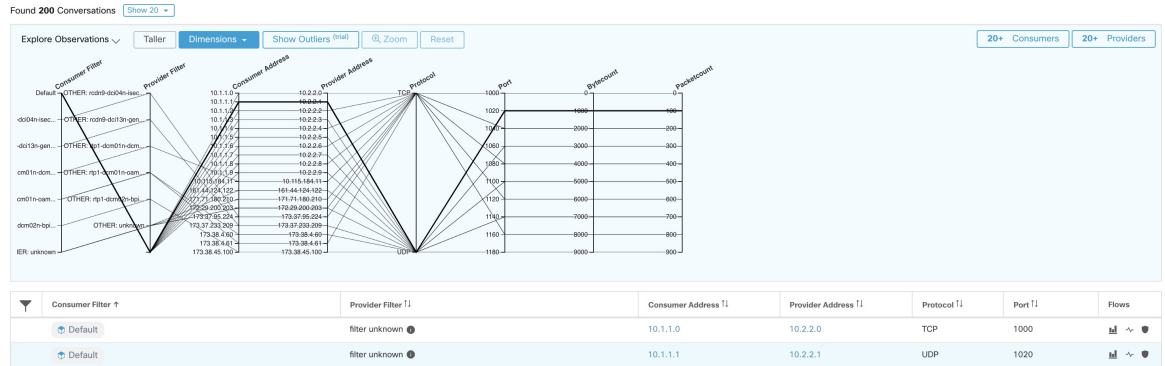 Found 200 Conversations Show 20
Explore Observations Taller Dimensions Show Outliers (trial) Zoom Reset 20+ Consumers 20+ Providers
Consumer Filter Provider Filter Consumer Address Provider Address Protocol Port Bytecount Packetcount
Default OTHER: rcdn9-dci04n-isec... 10.1.1.0 10.2.2.0 TCP 1000 0 0
10.1.1.1 10.2.2.1 1020 1000 100
-dci04n-isec... OTHER: rcdn9-dci13n-gen... 10.1.1.2 10.2.2.2
10.1.1.3 10.2.2.3
10.1.1.4 10.2.2.4 1040 2000 200
10.1.1.5 10.2.2.5
-dci13n-gen... OTHER: rtp1-dcm01n-dcm... 10.1.1.6 10.2.2.6 1060 3000 300
10.1.1.7 10.2.2.7
10.1.1.8 10.2.2.8 1080 4000 400
cm01n-dcm... OTHER: rtp1-dcm01n-oam... 10.1.1.9 10.2.2.9
10.115.184.11 10.115.184.11 1100 5000 500
161.44.124.122 161.44.124.122
cm01n-oam... OTHER: rtp1-dcm02n-bpi... 171.71.180.210 171.71.180.210 1120 6000 600
172.29.200.203 172.29.200.203
173.37.95.224 173.37.95.224 1140 7000 700
dcm02n-bpi... OTHER: unknown 173.37.233.209 173.37.233.209
173.38.4.60 173.38.4.60 1160 8000 800
173.38.4.61 173.38.4.61
IER: unknown 173.38.45.100 173.38.45.100 UDP 1180 9000 900
Consumer Filter Provider Filter Consumer Address Provider Address Protocol Port Flows
Default filter unknown 10.1.1.0 10.2.2.0 TCP 1000
Default filter unknown 10.1.1.1 10.2.2.1 UDP 1020